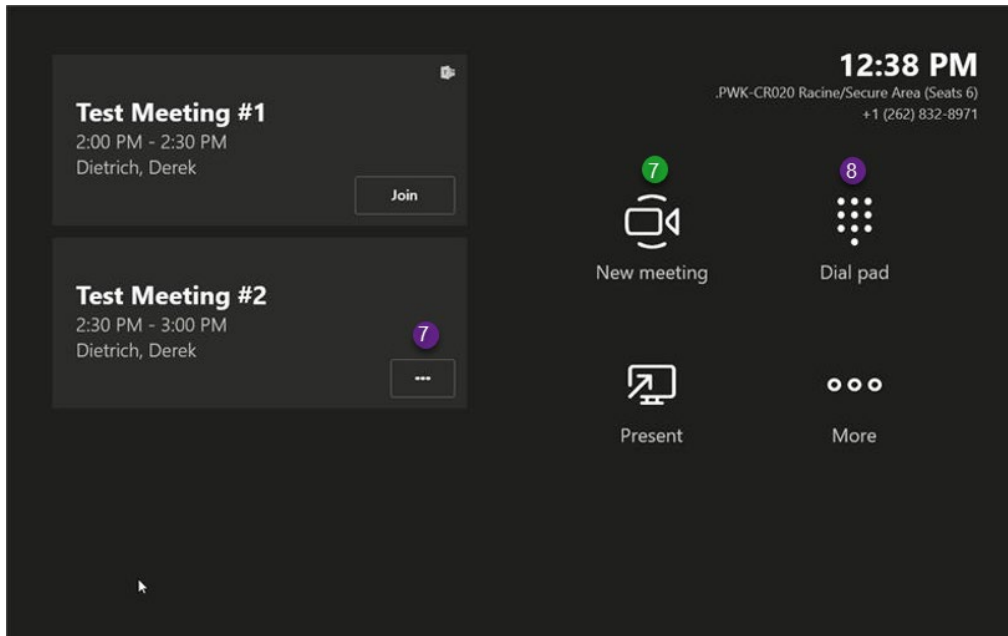 Test Meeting #1
2:00 PM - 2:30 PM
Dietrich, Derek
Join
Test Meeting #2
2:30 PM - 3:00 PM
Dietrich, Derek
7
...
12:38 PM
.PWK-CR020 Racine/Secure Area (Seats 6)
+1 (262) 832-8971
7
8
New meeting
Dial pad
Present
More